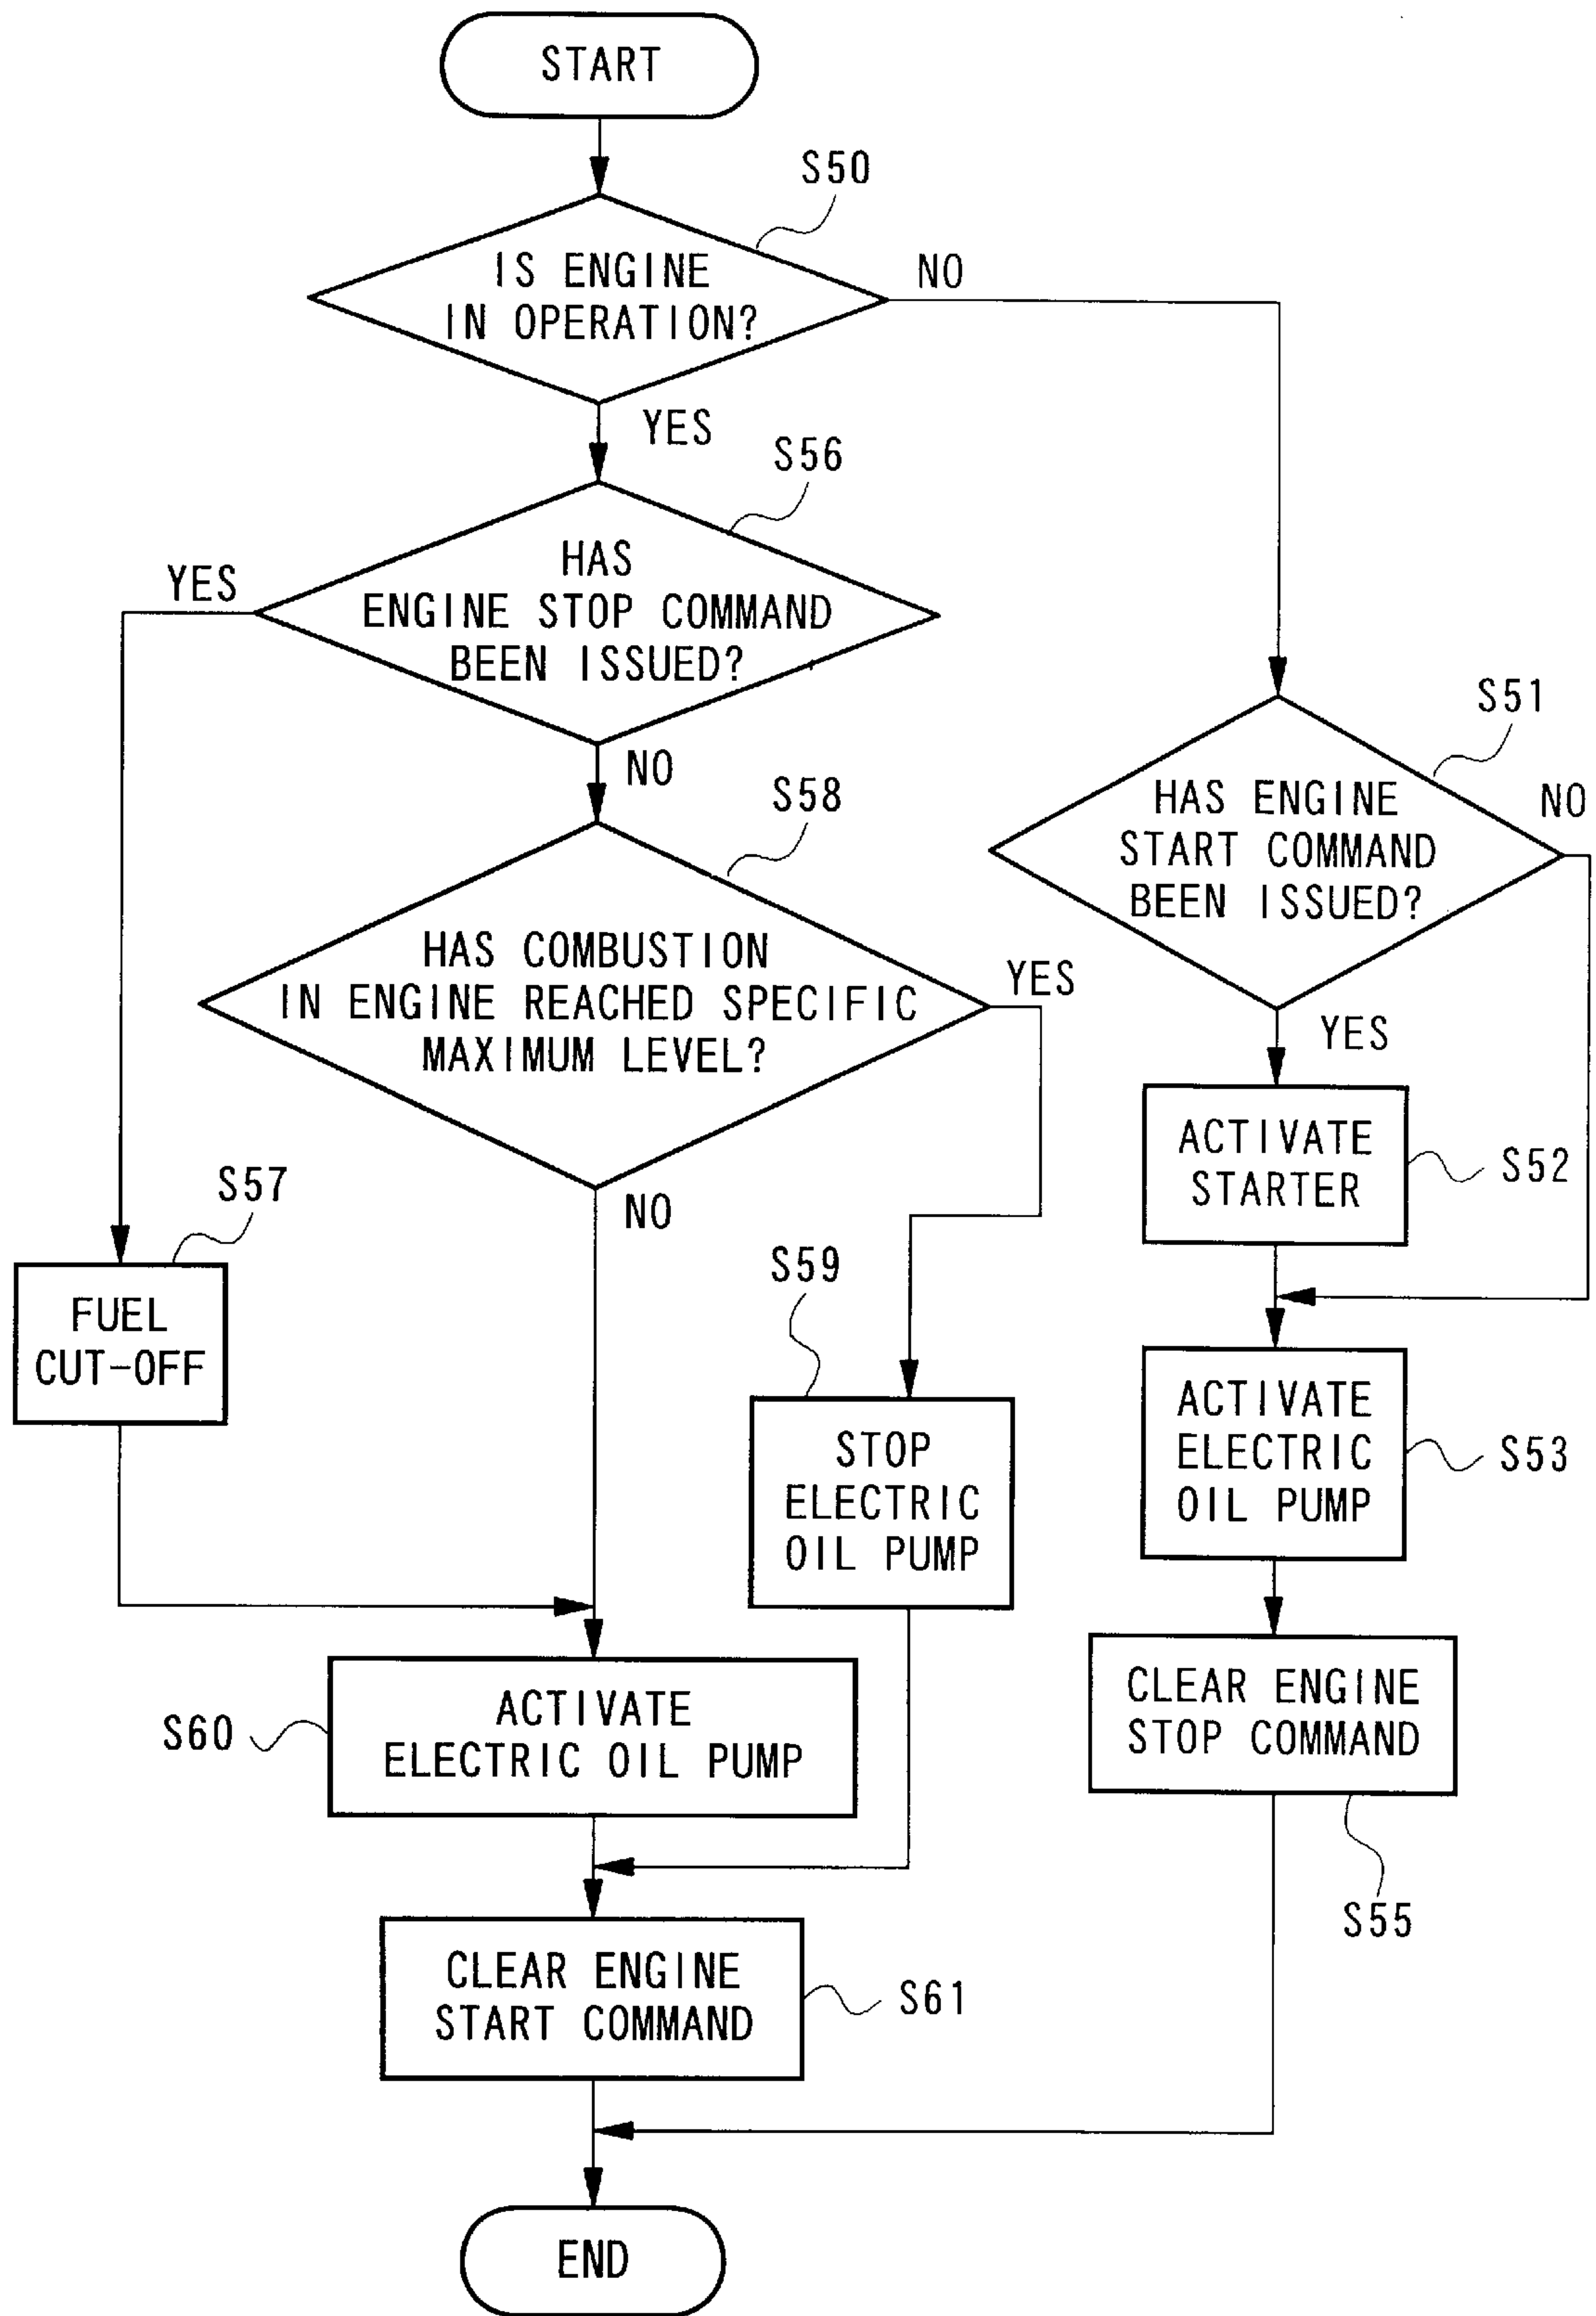 START
S50
IS ENGINE
IN OPERATION?
NO
YES
S56
HAS
ENGINE STOP COMMAND
BEEN ISSUED?
YES
NO
S51
HAS ENGINE
START COMMAND
BEEN ISSUED?
NO
YES
S58
HAS COMBUSTION
IN ENGINE REACHED SPECIFIC
MAXIMUM LEVEL?
YES
NO
ACTIVATE
STARTER
S52
S57
FUEL
CUT-OFF
S59
STOP
ELECTRIC
OIL PUMP
ACTIVATE
ELECTRIC
OIL PUMP
S53
S60
ACTIVATE
ELECTRIC OIL PUMP
CLEAR ENGINE
STOP COMMAND
S55
CLEAR ENGINE
START COMMAND
S61
END